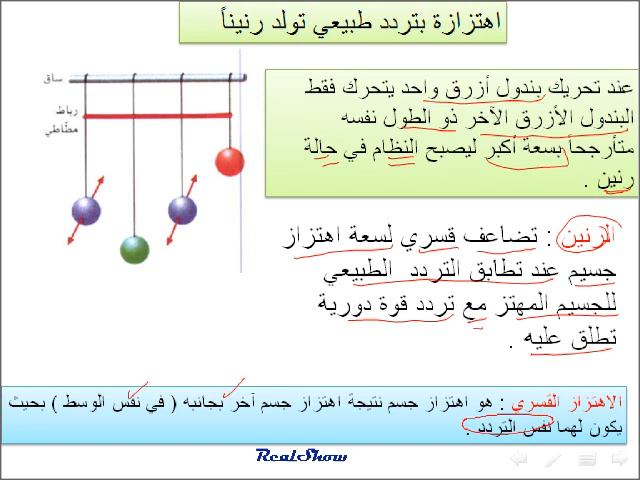 اهتزازة بتردد طبيعي تولد رنيناً
ساق
رباط
مطاطي
عند تحريك بندول أزرق واحد يتحرك فقط
البندول الأزرق الآخر ذو الطول نفسه
متأرجحاً بسعة أكبر ليصبح النظام في حالة
رنين .
الرنين : تضاعف قسري لسعة اهتزاز
جسيم عند تطابق التردد الطبيعي
للجسيم المهتز مع تردد قوة دورية
تطلق عليه .
الاهتزاز القسري : هو اهتزاز جسم نتيجة اهتزاز جسم آخر بجانبه ( في نفس الوسط ) بحيث
يكون لهما نفس التردد .
RealShow